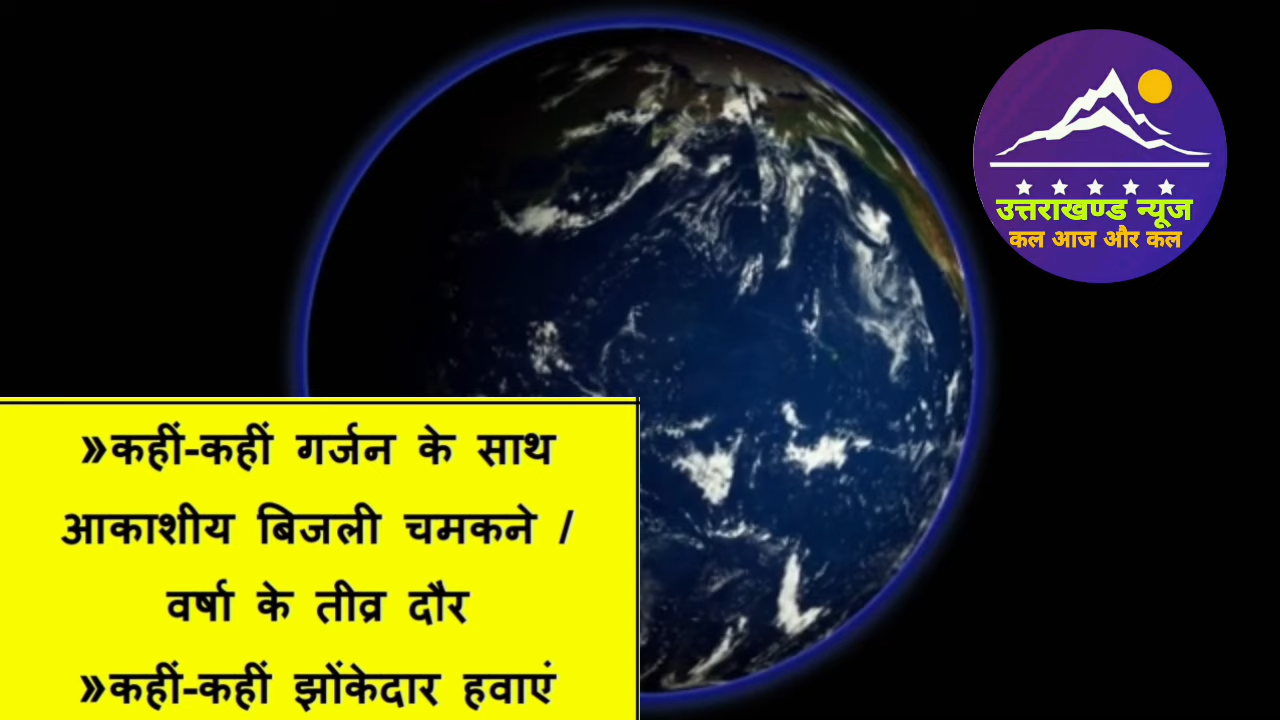 उत्तराखण्ड न्यूज
कल आज और कल
»कहीं-कहीं गर्जन के साथ
आकाशीय बिजली चमकने /
वर्षा के तीव्र दौर
»कहीं-कहीं झोंकेदार हवाएं